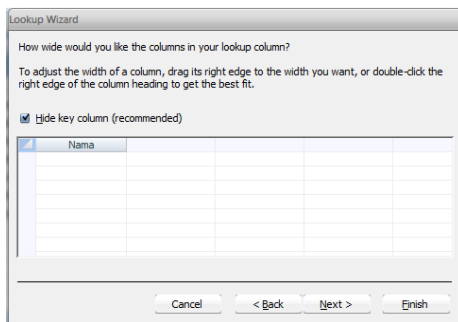 Lookup Wizard
How wide would you like the columns in your lookup column?
To adjust the width of a column, drag its right edge to the width you want, or double-click the
right edge of the column heading to get the best fit.
Hide key column (recommended)
Nama
Cancel
< Back
Next >
Finish